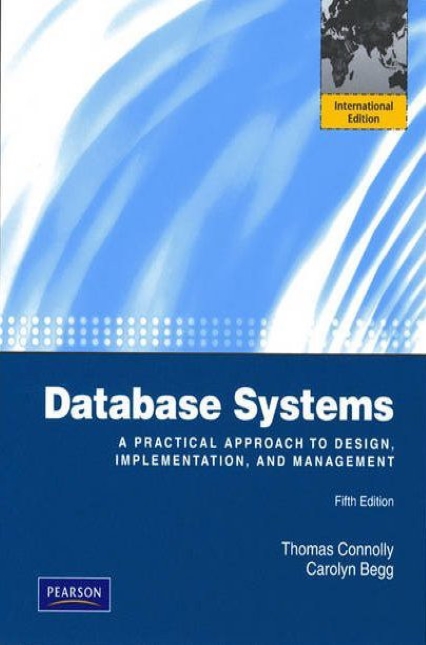 International
Edition
Database Systems
A PRACTICAL APPROACH TO DESIGN,
IMPLEMENTATION, AND MANAGEMENT
Fifth Edition
Thomas Connolly
Carolyn Begg
PEARSON